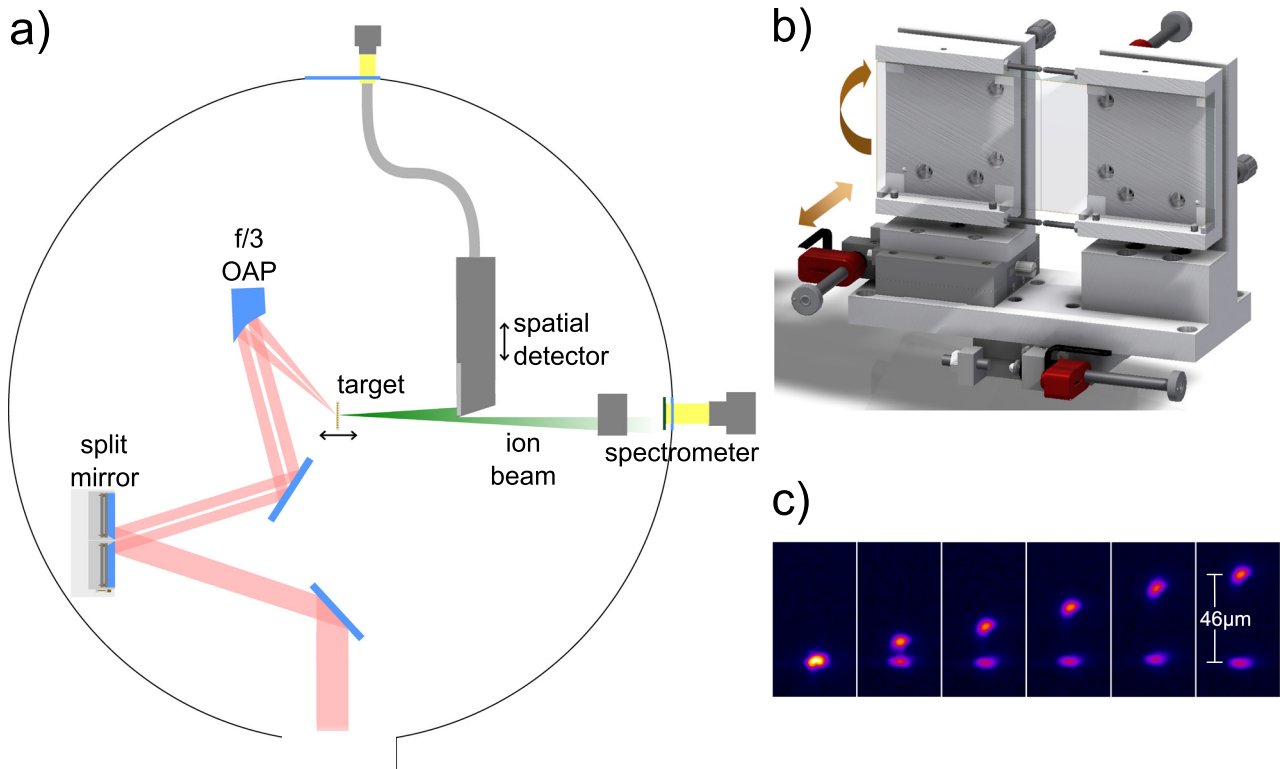 a)
f/3
OAP
spatial
detector
target
split
mirror
ion
beam
spectrometer
b)
c)
46µm